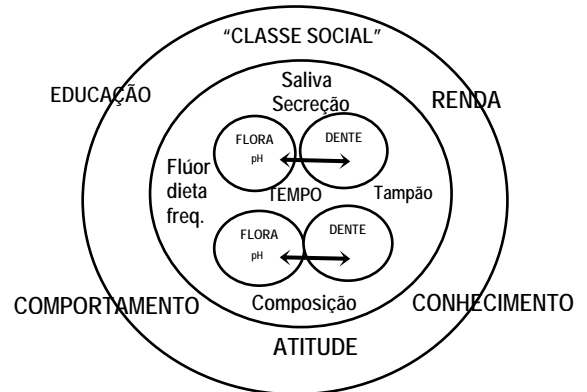 “CLASSE SOCIAL”
EDUCAÇÃO
RENDA
Saliva
Secreção
FLORA
pH
DENTE
Flúor
dieta
freq.
TEMPO
Tampão
FLORA
pH
DENTE
COMPORTAMENTO
Composição
CONHECIMENTO
ATITUDE